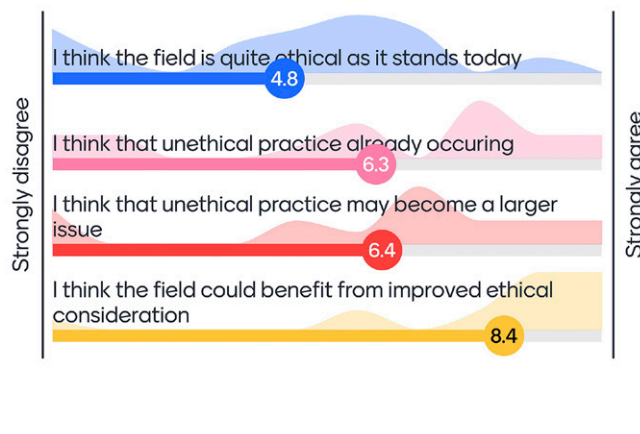 Strongly disagree
I think the field is quite ethical as it stands today
4.8
I think that unethical practice already occuring
6.3
I think that unethical practice may become a larger
issue
6.4
I think the field could benefit from improved ethical
consideration
8.4
Strongly agree